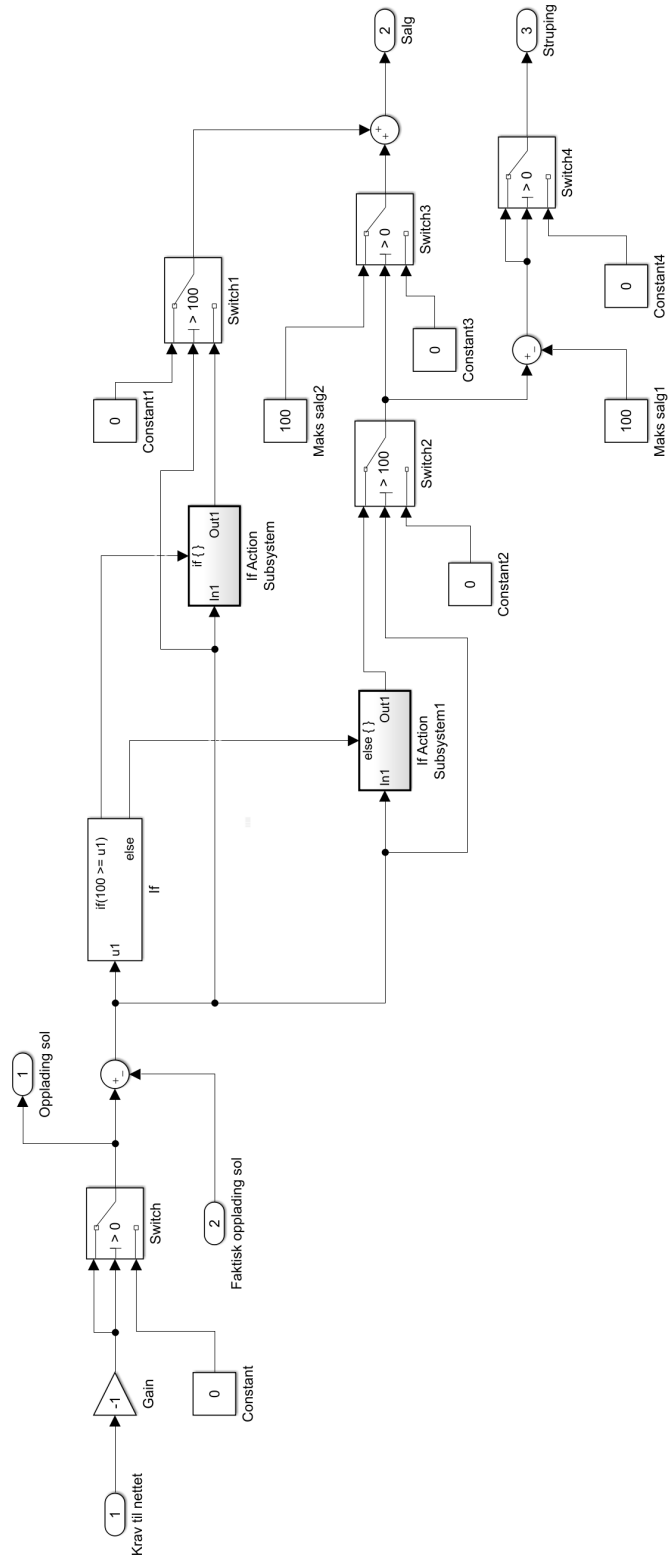 1
Krav til nettet
-1
Gain
0
Constant
> 0
Switch
1
Opplading sol
2
Faktisk opplading sol
+
−
u1
if(100 >= u1)
else
If
In1
if { }
Out1
If Action
Subsystem
In1
else { }
Out1
If Action
Subsystem1
0
Constant1
> 100
Switch1
0
Constant2
> 100
Switch2
100
Maks salg2
0
Constant3
> 0
Switch3
+
+
2
Salg
100
Maks salg1
+
−
0
Constant4
> 0
Switch4
3
Struping